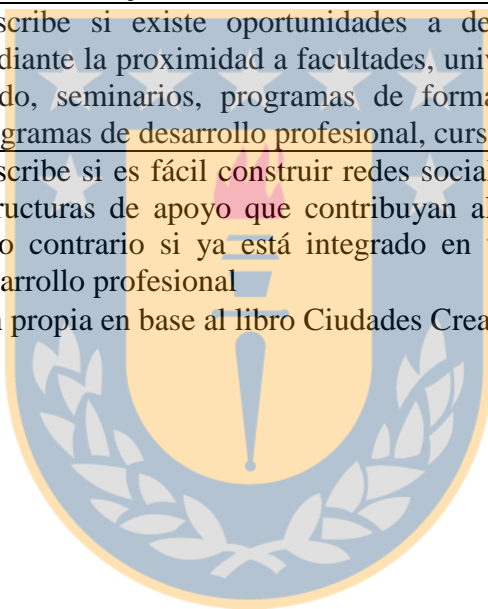 scribe si existe oportunidades a de
diante la proximidad a facultades, univ
do, seminarios, programas de forma
gramas de desarrollo profesional, curs
scribe si es fácil construir redes social
ructuras de apoyo que contribuyan al
o contrario si ya está integrado en
arrollo profesional
n propia en base al libro Ciudades Crea